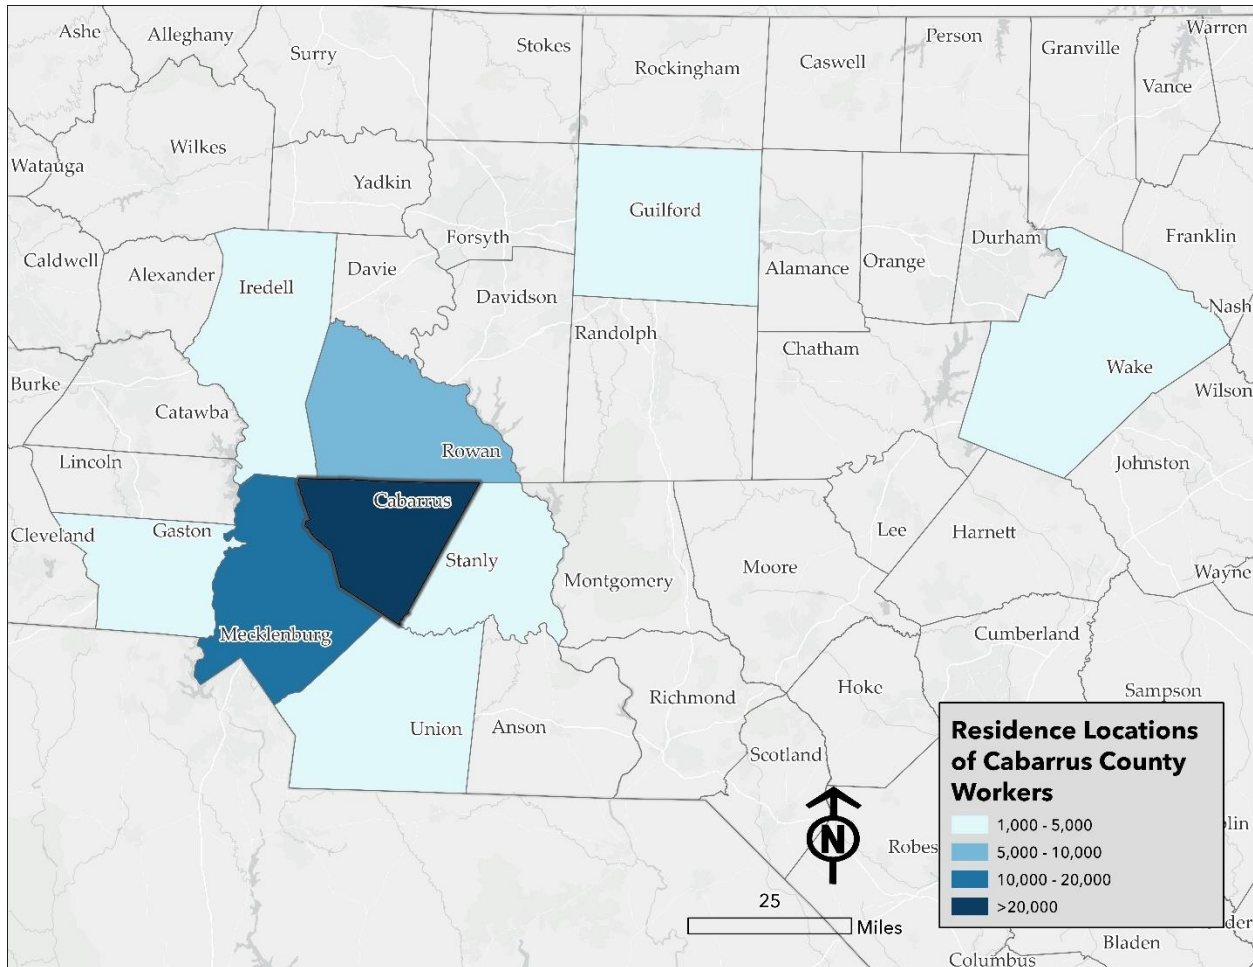 Ashe
Alleghany
Surry
Stokes
Rockingham
Caswell
Person
Granville
Warren
Vance
Watauga
Wilkes
Yadkin
Forsyth
Guilford
Alamance
Orange
Durham
Franklin
Nash
Caldwell
Alexander
Iredell
Davie
Davidson
Randolph
Chatham
Wake
Wilson
Burke
Catawba
Rowan
Lincoln
Cabarrus
Johnston
Cleveland
Gaston
Stanly
Montgomery
Moore
Lee
Harnett
Wayne
Mecklenburg
Cumberland
Union
Anson
Richmond
Hoke
Sampson
Scotland
Robes
Bladen
Columbus
Residence Locations
of Cabarrus County
Workers
1,000 - 5,000
5,000 - 10,000
10,000 - 20,000
>20,000
lin
der
N
25
Miles